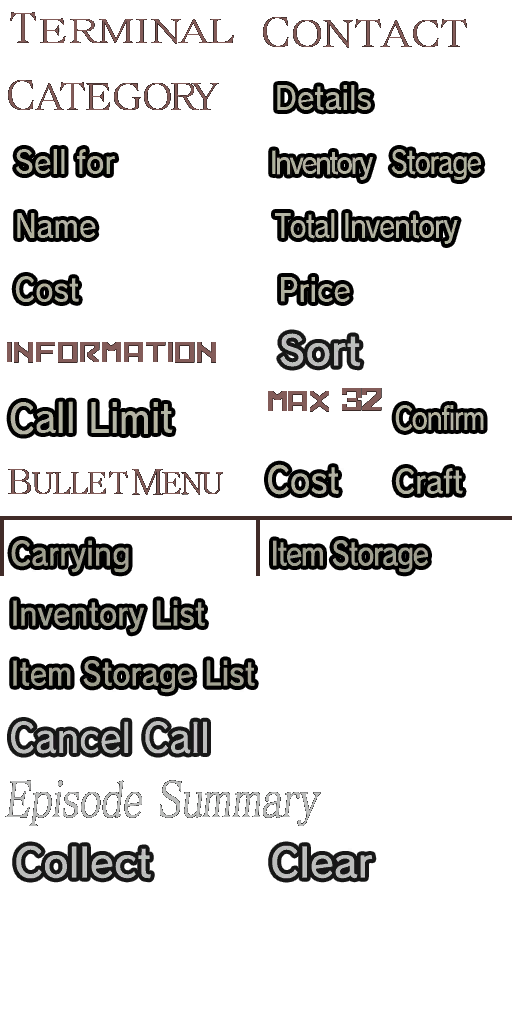 TERMINAL CONTACT
CATEGORY Details
Sell for Inventory Storage
Name Total Inventory
Cost Price
INFORMATION Sort
MAX 32
Call Limit Confirm
BULLET MENU Cost Craft
Carrying Item Storage
Inventory List
Item Storage List
Cancel Call
Episode Summary
Collect Clear